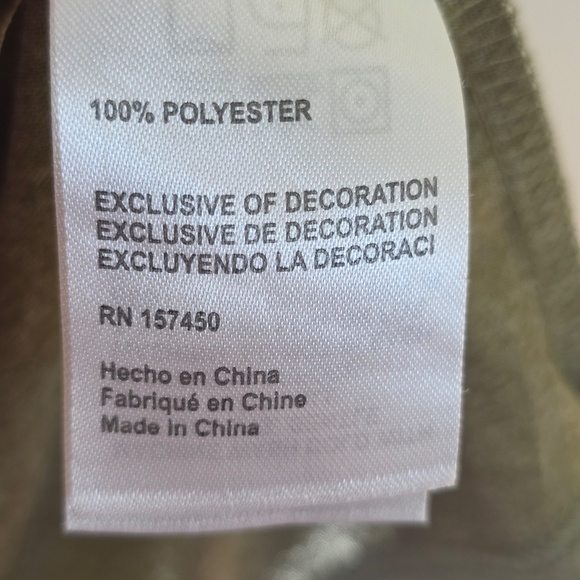 100% POLYESTER
EXCLUSIVE OF DECORATION
EXCLUSIVE DE DECORATION
EXCLUYENDO LA DECORACI
RN 157450
Hecho en China
Fabriqué en Chine
Made in China